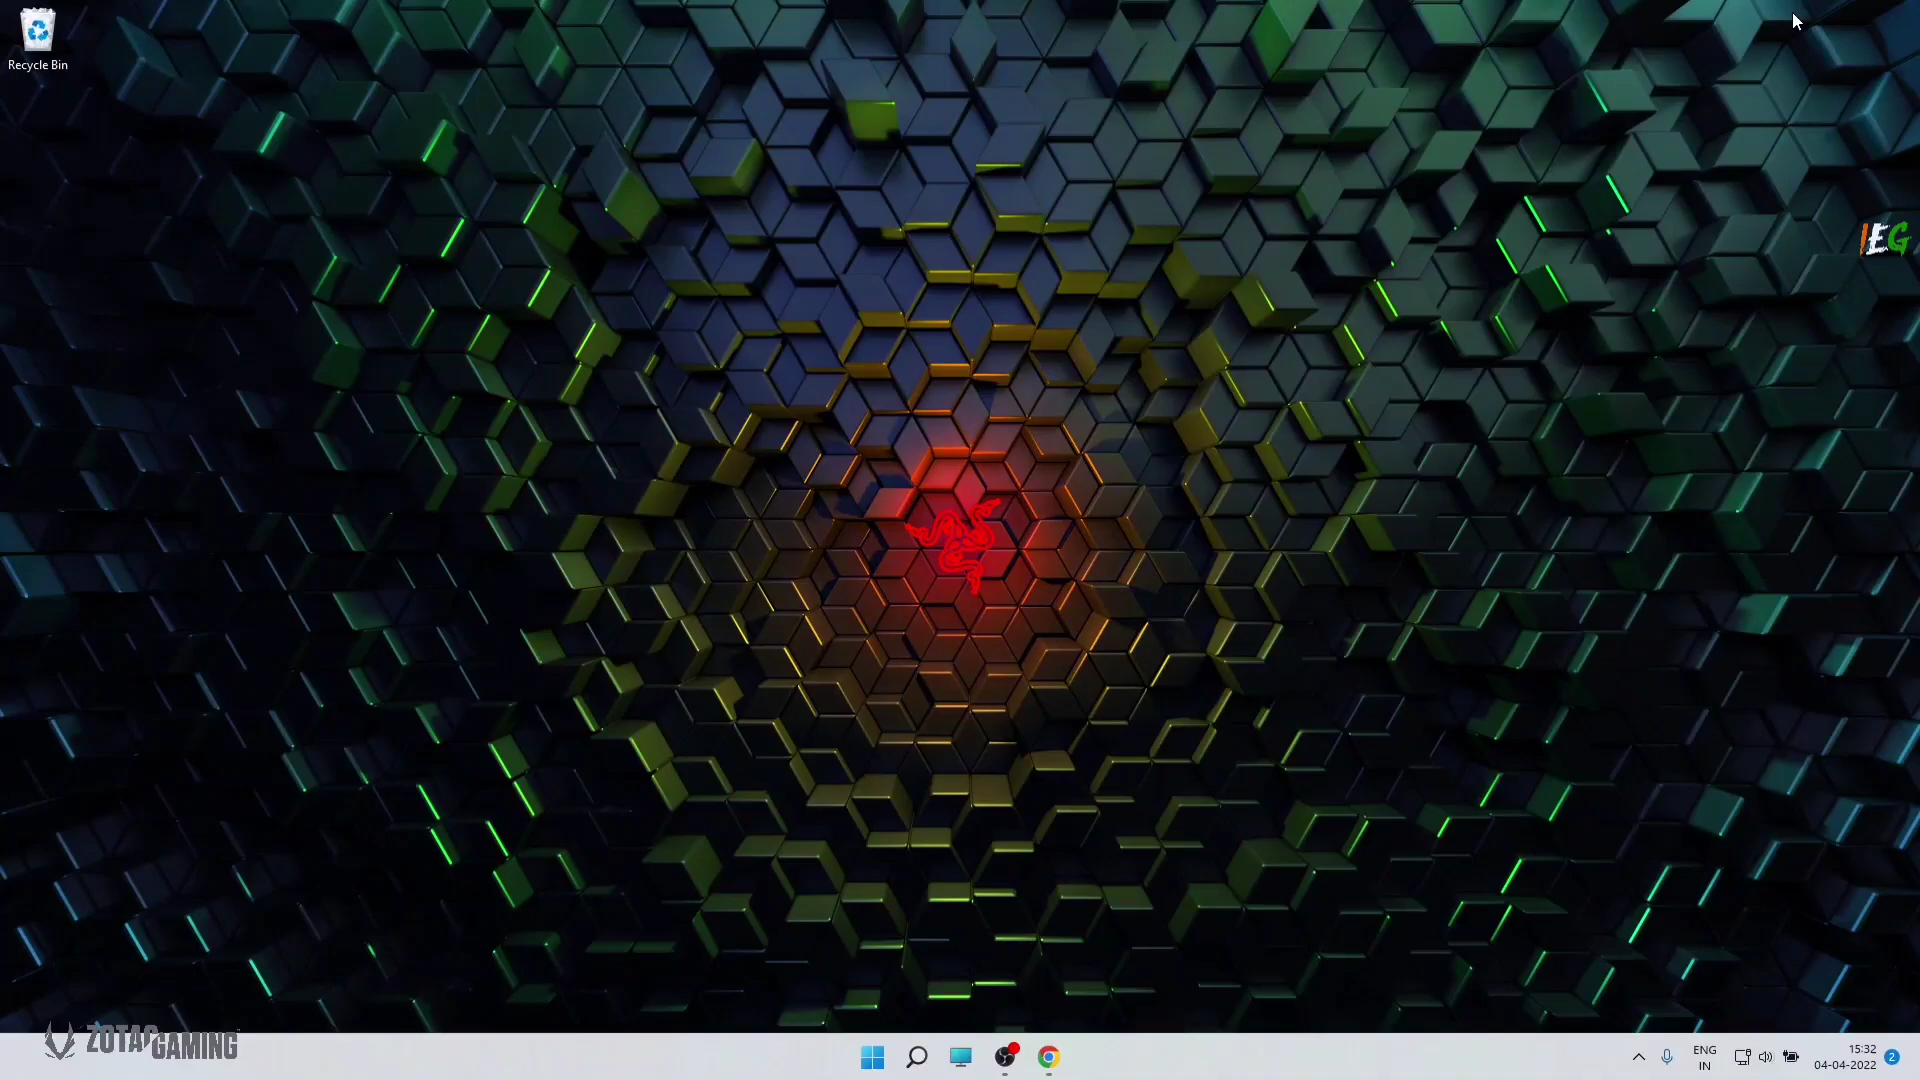 Recycle Bin
IEG
ZOTAC GAMING
ENG
IN
15:32
04-04-2022
2